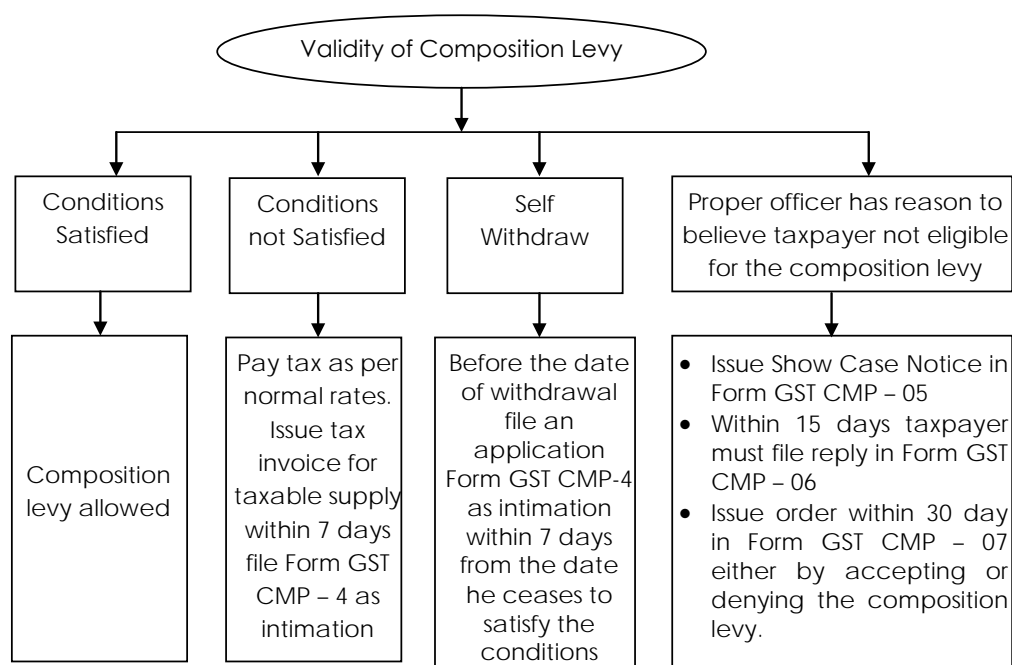 Validity of Composition Levy
Conditions
Satisfied
Conditions
not Satisfied
Self
Withdraw
Proper officer has reason to
believe taxpayer not eligible
for the composition levy
Composition
levy allowed
Pay tax as per
normal rates.
Issue tax
invoice for
taxable supply
within 7 days
file Form GST
CMP – 4 as
intimation
Before the date
of withdrawal
file an
application
Form GST CMP-4
as intimation
within 7 days
from the date
he ceases to
satisfy the
conditions
• Issue Show Case Notice in
Form GST CMP – 05
• Within 15 days taxpayer
must file reply in Form GST
CMP – 06
• Issue order within 30 day
in Form GST CMP – 07
either by accepting or
denying the composition
levy.